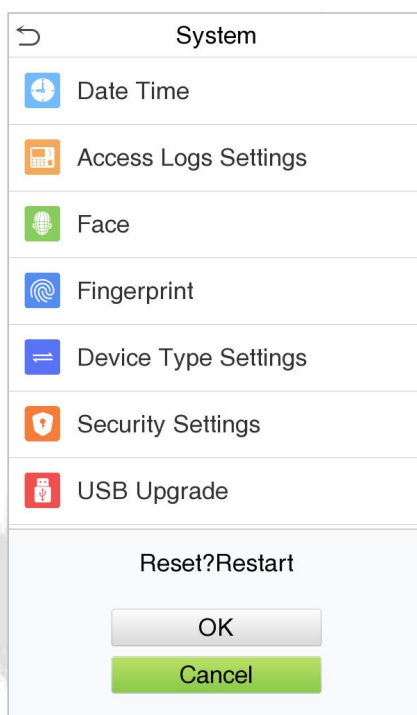 System
Date Time
Access Logs Settings
Face
Fingerprint
Device Type Settings
Security Settings
USB Upgrade
Reset?Restart
OK
Cancel